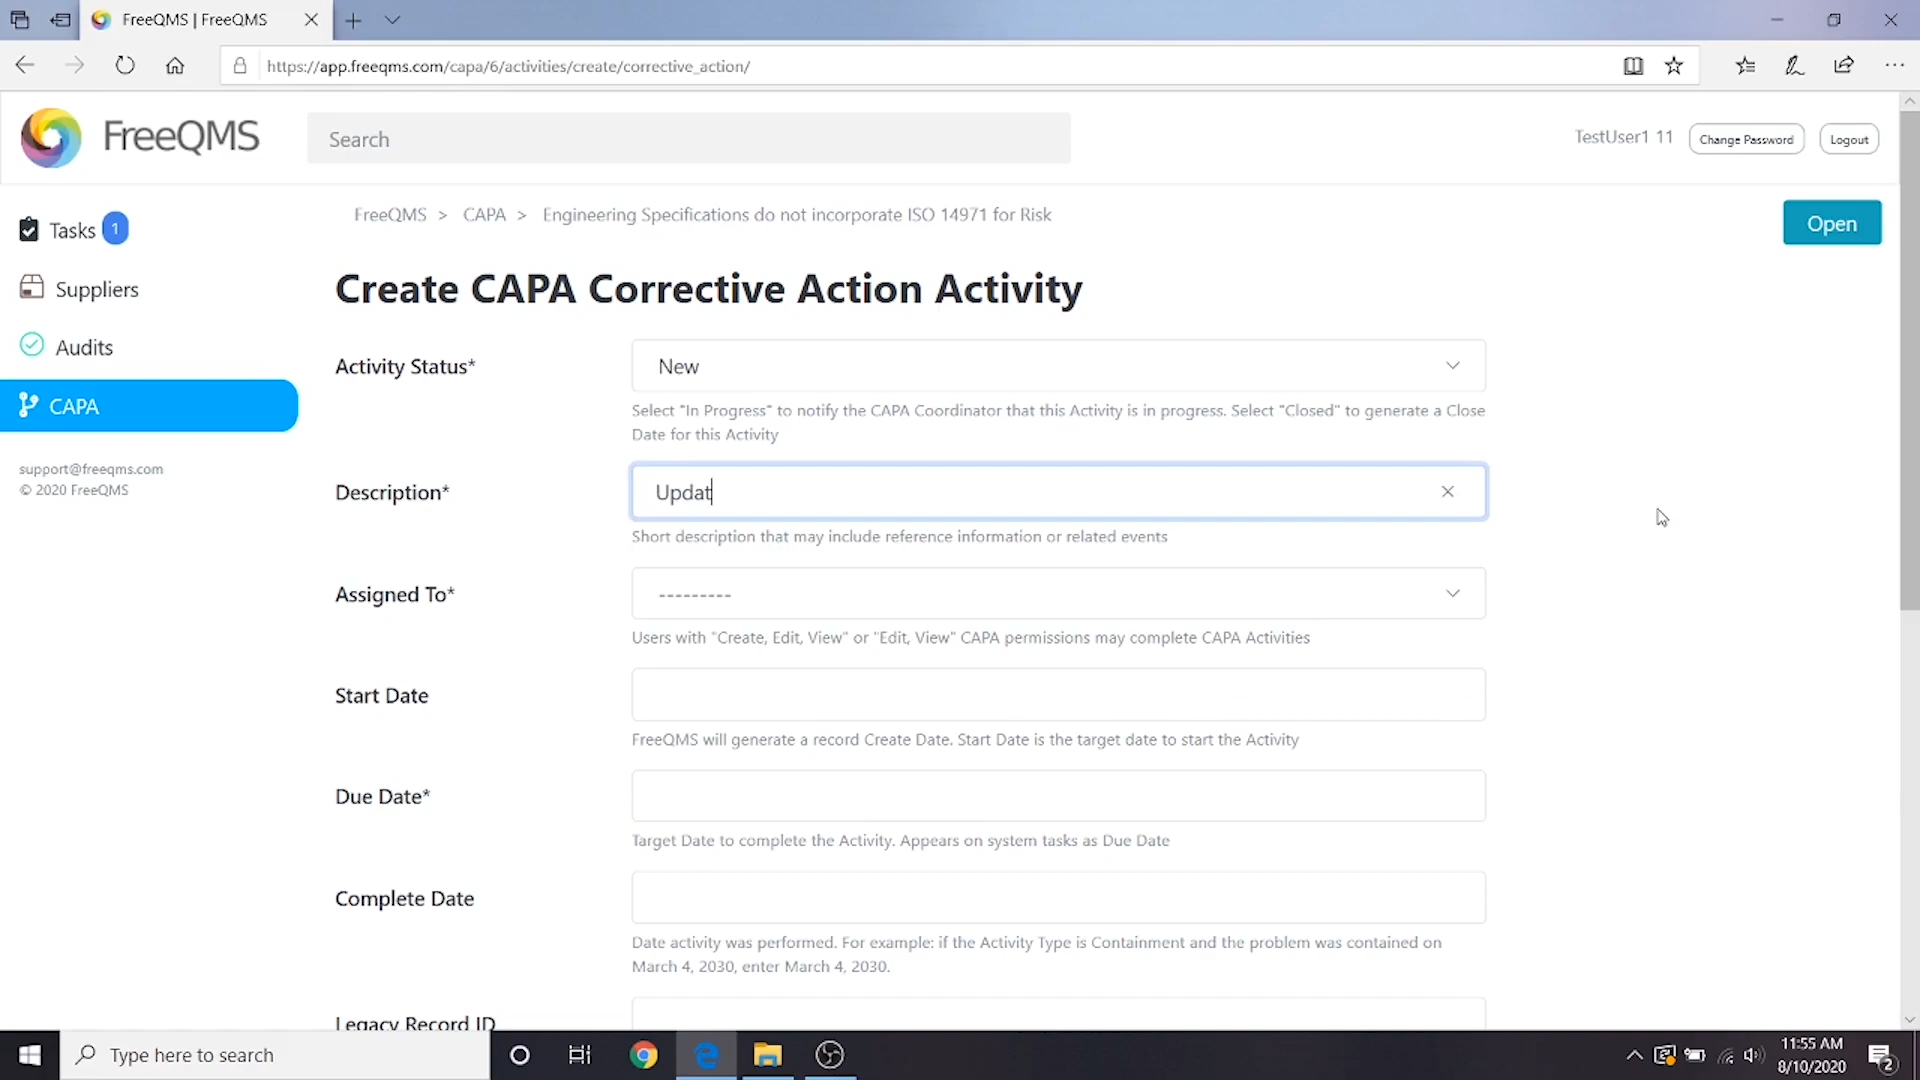 FreeQMS | FreeQMS
https://app.freeqms.com/capa/6/activities/create/corrective_action/
FreeQMS
Search
TestUser1 11
Change Password
Logout
Tasks 1
Suppliers
Audits
CAPA
support@freeqms.com
© 2020 FreeQMS
FreeQMS > CAPA > Engineering Specifications do not incorporate ISO 14971 for Risk
Open
Create CAPA Corrective Action Activity
Activity Status*
New
Select "In Progress" to notify the CAPA Coordinator that this Activity is in progress. Select "Closed" to generate a Close
Date for this Activity
Description*
Updat
Short description that may include reference information or related events
Assigned To*
---------
Users with "Create, Edit, View" or "Edit, View" CAPA permissions may complete CAPA Activities
Start Date
FreeQMS will generate a record Create Date. Start Date is the target date to start the Activity
Due Date*
Target Date to complete the Activity. Appears on system tasks as Due Date
Complete Date
Date activity was performed. For example: if the Activity Type is Containment and the problem was contained on
March 4, 2030, enter March 4, 2030.
Legacy Record ID
Type here to search
11:55 AM
8/10/2020
2